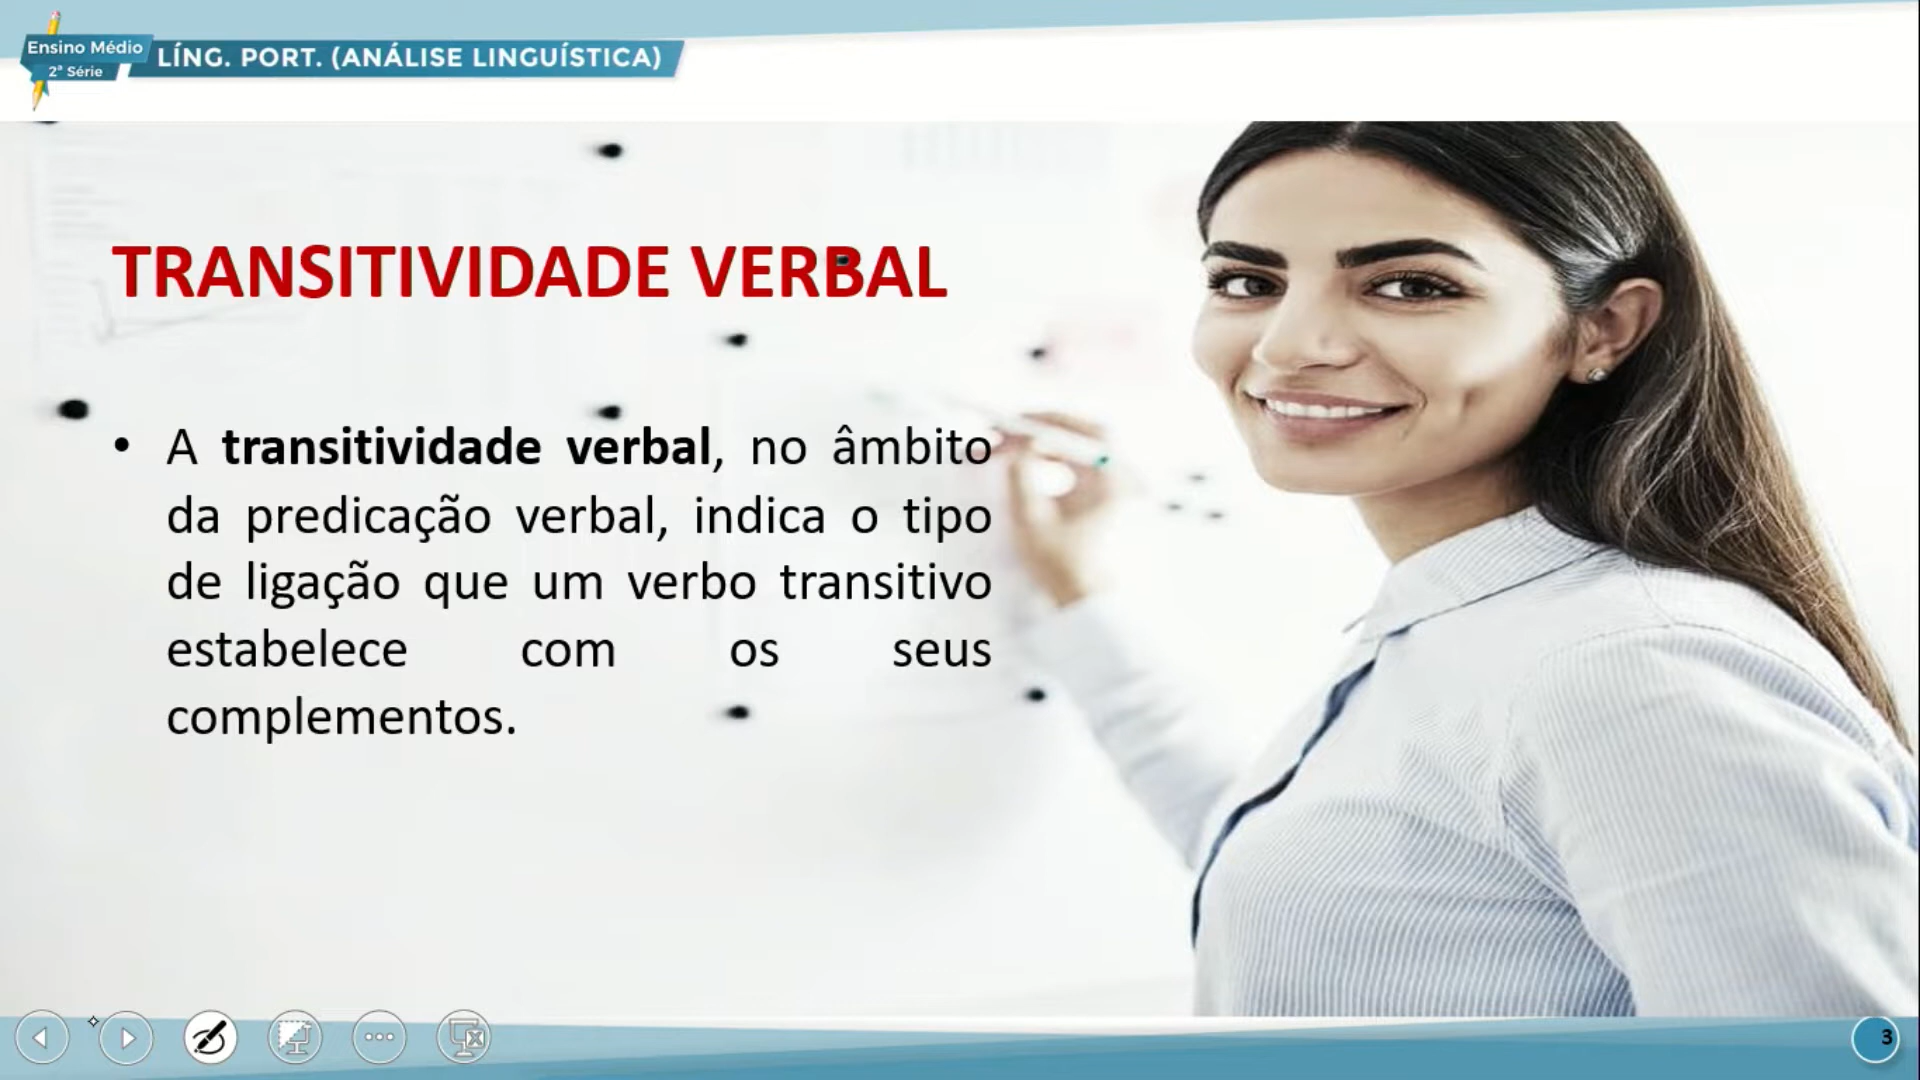 Ensino Médio
2ª Série
LÍNG. PORT. (ANÁLISE LINGUÍSTICA)
TRANSITIVIDADE VERBAL
• A transitividade verbal, no âmbito
da predicação verbal, indica o tipo
de ligação que um verbo transitivo
estabelece com os seus
complementos.
3